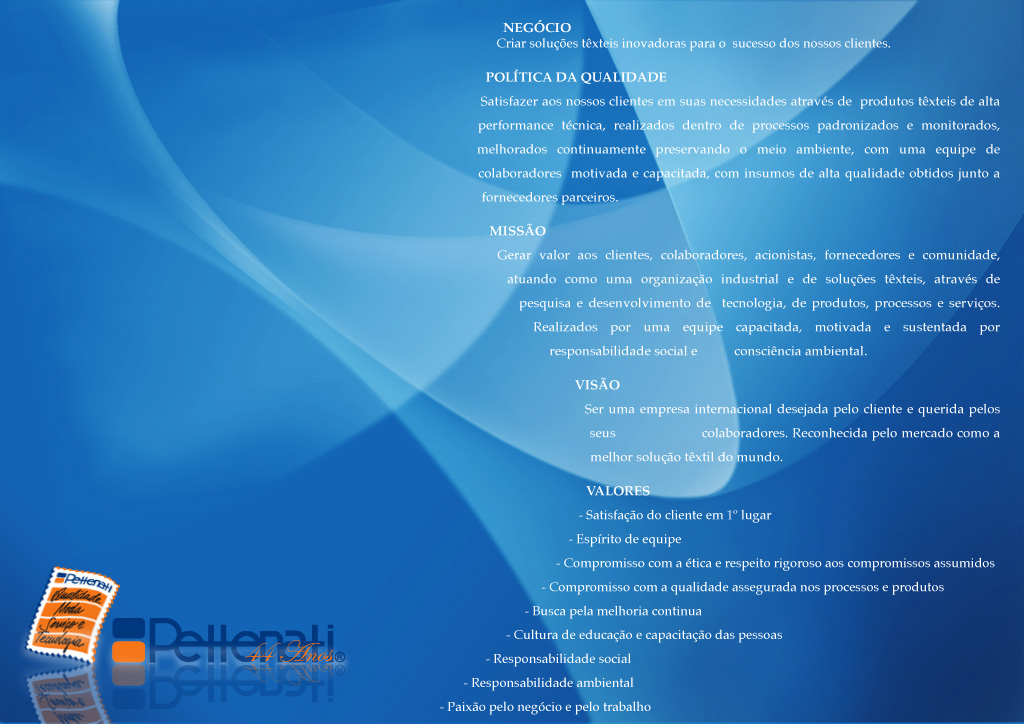 NEGÓCIO
Criar soluções têxteis inovadoras para o sucesso dos nossos clientes.
POLÍTICA DA QUALIDADE
Satisfazer aos nossos clientes em suas necessidades através de produtos têxteis de alta
performance técnica, realizados dentro de processos padronizados e monitorados,
melhorados continuamente preservando o meio ambiente, com uma equipe de
colaboradores motivada e capacitada, com insumos de alta qualidade obtidos junto a
fornecedores parceiros.
MISSÃO
Gerar valor aos clientes, colaboradores, acionistas, fornecedores e comunidade,
atuando como uma organização industrial e de soluções têxteis, através de
pesquisa e desenvolvimento de tecnologia, de produtos, processos e serviços.
Realizados por uma equipe capacitada, motivada e sustentada por
responsabilidade social e consciência ambiental.
VISÃO
Ser uma empresa internacional desejada pelo cliente e querida pelos
seus colaboradores. Reconhecida pelo mercado como a
melhor solução têxtil do mundo.
VALORES
- Satisfação do cliente em 1º lugar
- Espírito de equipe
- Compromisso com a ética e respeito rigoroso aos compromissos assumidos
- Compromisso com a qualidade assegurada nos processos e produtos
- Busca pela melhoria continua
- Cultura de educação e capacitação das pessoas
- Responsabilidade social
- Responsabilidade ambiental
- Paixão pelo negócio e pelo trabalho
Pettenati
Qualidade
Moda
Serviço e
Tecnologia
Pettenati
44 Anos®